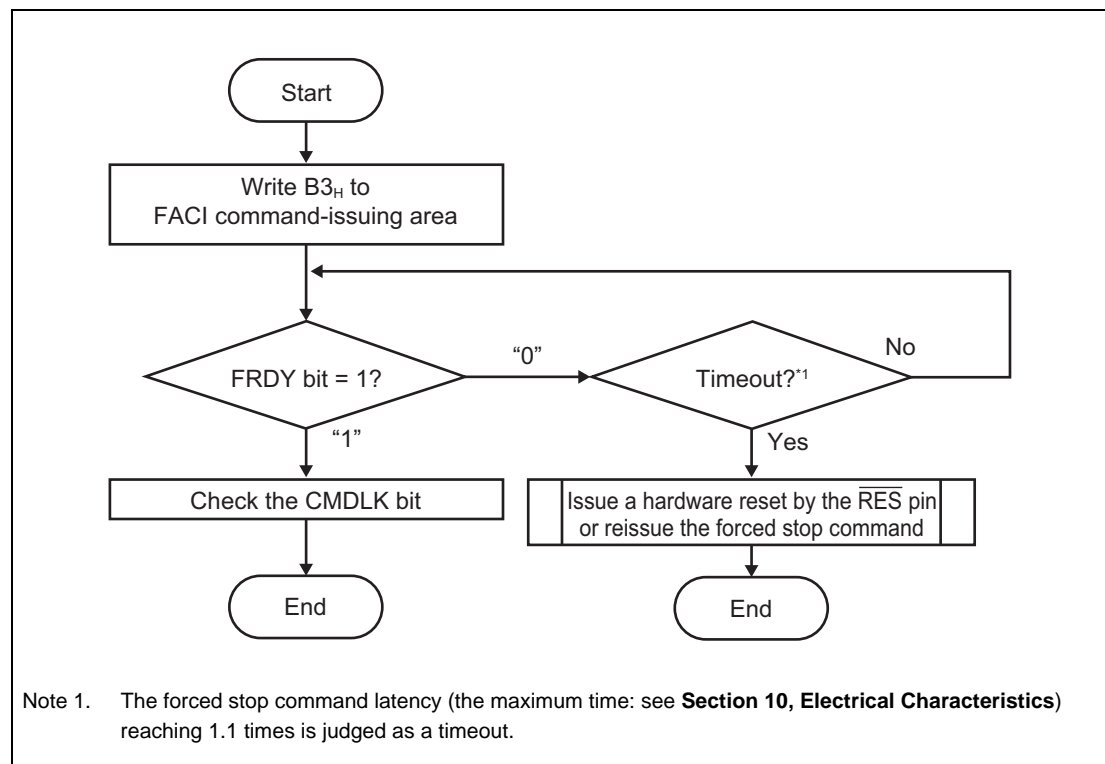 Start
Write B3H to
FACI command-issuing area
FRDY bit = 1?
“0”
Timeout?*1
No
“1”
Yes
Check the CMDLK bit
Issue a hardware reset by the RES pin
or reissue the forced stop command
End
End
Note 1. The forced stop command latency (the maximum time: see Section 10, Electrical Characteristics)
reaching 1.1 times is judged as a timeout.